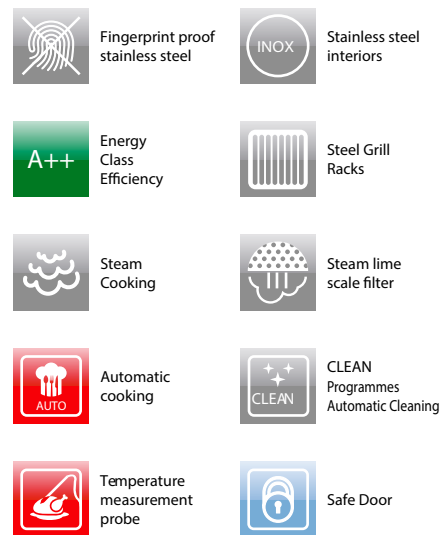 Fingerprint proof
stainless steel
INOX
Stainless steel
interiors
A++
Energy
Class
Efficiency
Steel Grill
Racks
Steam
Cooking
Steam lime
scale filter
AUTO
Automatic
cooking
CLEAN
CLEAN
Programmes
Automatic Cleaning
Temperature
measurement
probe
Safe Door